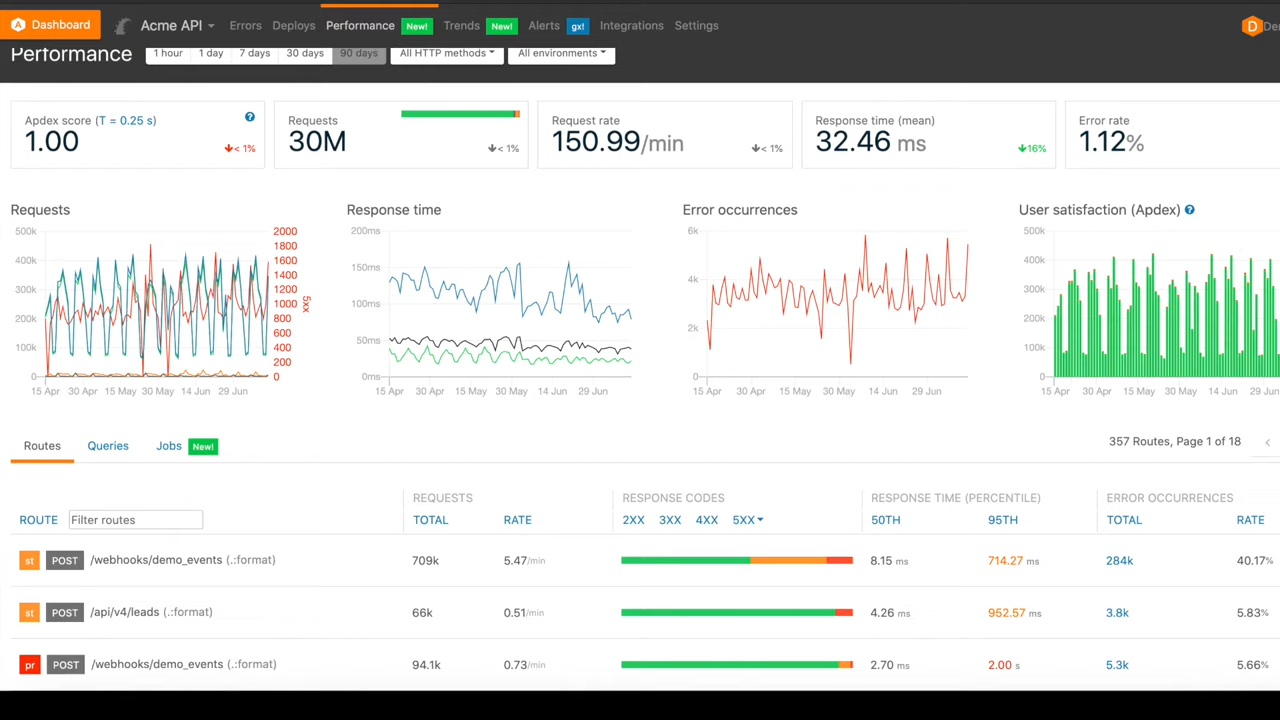 Dashboard
Acme API
Errors
Deploys
Performance
New!
Trends
New!
Alerts
gx!
Integrations
Settings
D
De
Performance
1 hour
1 day
7 days
30 days
90 days
All HTTP methods
All environments
Apdex score (T = 0.25 s)
1.00
< 1%
Requests
30M
< 1%
Request rate
150.99/min
< 1%
Response time (mean)
32.46 ms
16%
Error rate
1.12%
Requests
500k
400k
300k
200k
100k
0
2000
1800
1600
1400
1200
1000
800
600
400
200
0
5xx
15 Apr
30 Apr
15 May
30 May
14 Jun
29 Jun
Response time
200ms
150ms
100ms
50ms
0ms
15 Apr
30 Apr
15 May
30 May
14 Jun
29 Jun
Error occurrences
6k
4k
2k
0
15 Apr
30 Apr
15 May
30 May
14 Jun
29 Jun
User satisfaction (Apdex)
500k
400k
300k
200k
100k
0
15 Apr
30 Apr
15 May
30 May
14 Jun
29 Jun
Routes
Queries
Jobs
New!
357 Routes, Page 1 of 18
REQUESTS
RESPONSE CODES
RESPONSE TIME (PERCENTILE)
ERROR OCCURRENCES
ROUTE
Filter routes
TOTAL
RATE
2XX
3XX
4XX
5XX
50TH
95TH
TOTAL
RATE
st POST /webhooks/demo_events (.:format) 709k 5.47/min 8.15 ms 714.27 ms 284k 40.17%
st POST /api/v4/leads (.:format) 66k 0.51/min 4.26 ms 952.57 ms 3.8k 5.83%
pr POST /webhooks/demo_events (.:format) 94.1k 0.73/min 2.70 ms 2.00 s 5.3k 5.66%